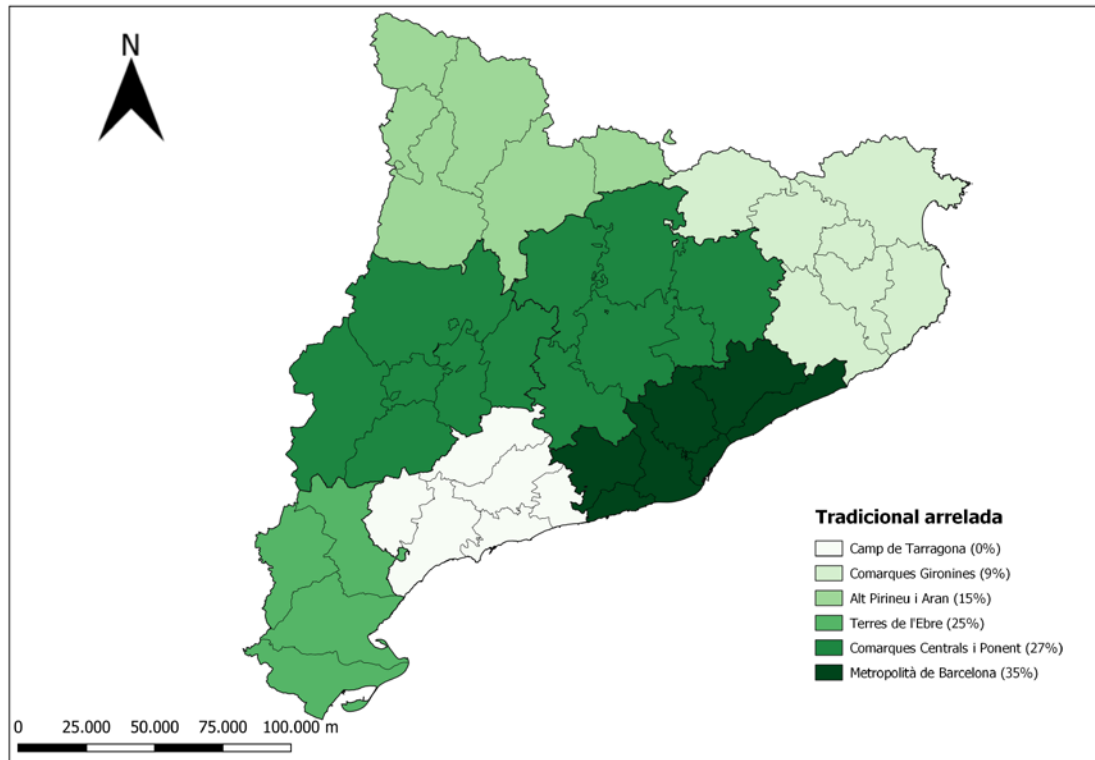 N
Tradicional arrelada
Camp de Tarragona (0%)
Comarques Gironines (9%)
Alt Pirineu i Aran (15%)
Terres de l'Ebre (25%)
Comarques Centrals i Ponent (27%)
Metropolità de Barcelona (35%)
0 25.000 50.000 75.000 100.000 m